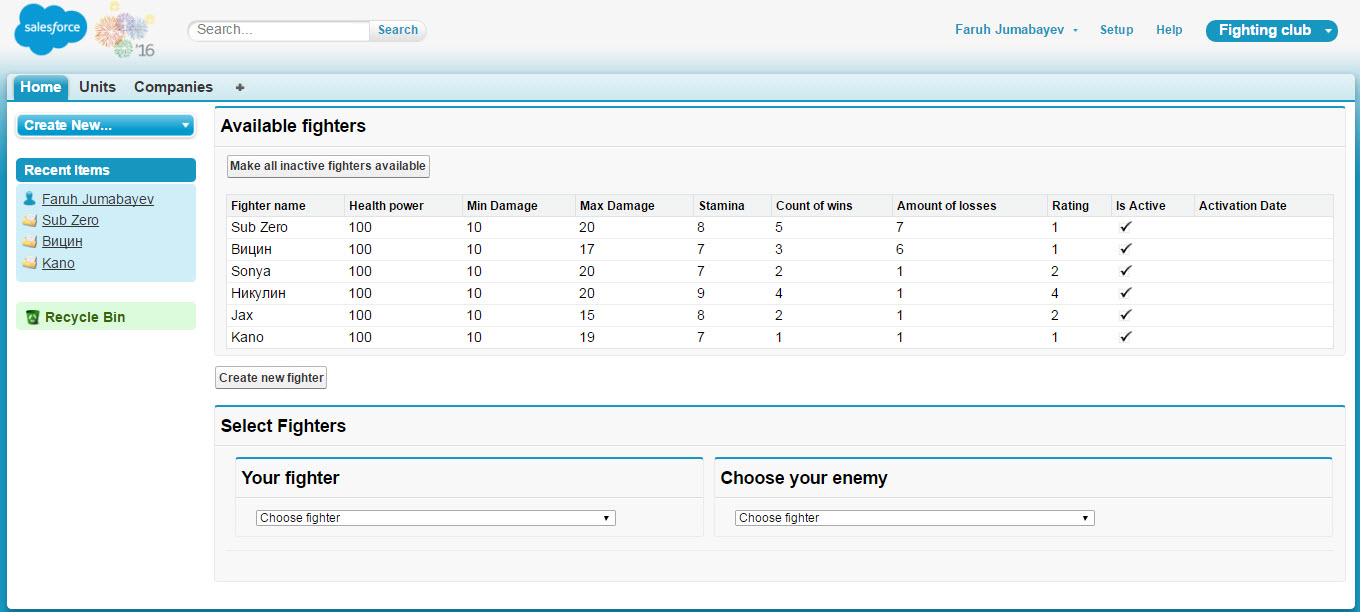 salesforce
'16
Search... Search
Faruh Jumabayev Setup Help Fighting club
Home Units Companies +
Create New...
Recent Items
Faruh Jumabayev
Sub Zero
Вицин
Kano
Recycle Bin
Available fighters
Make all inactive fighters available
Fighter name Health power Min Damage Max Damage Stamina Count of wins Amount of losses Rating Is Active Activation Date
Sub Zero 100 10 20 8 5 7 1 ✓
Вицин 100 10 17 7 3 6 1 ✓
Sonya 100 10 20 7 2 1 2 ✓
Никулин 100 10 20 9 4 1 4 ✓
Jax 100 10 15 8 2 1 2 ✓
Kano 100 10 19 7 1 1 1 ✓
Create new fighter
Select Fighters
Your fighter
Choose fighter
Choose your enemy
Choose fighter